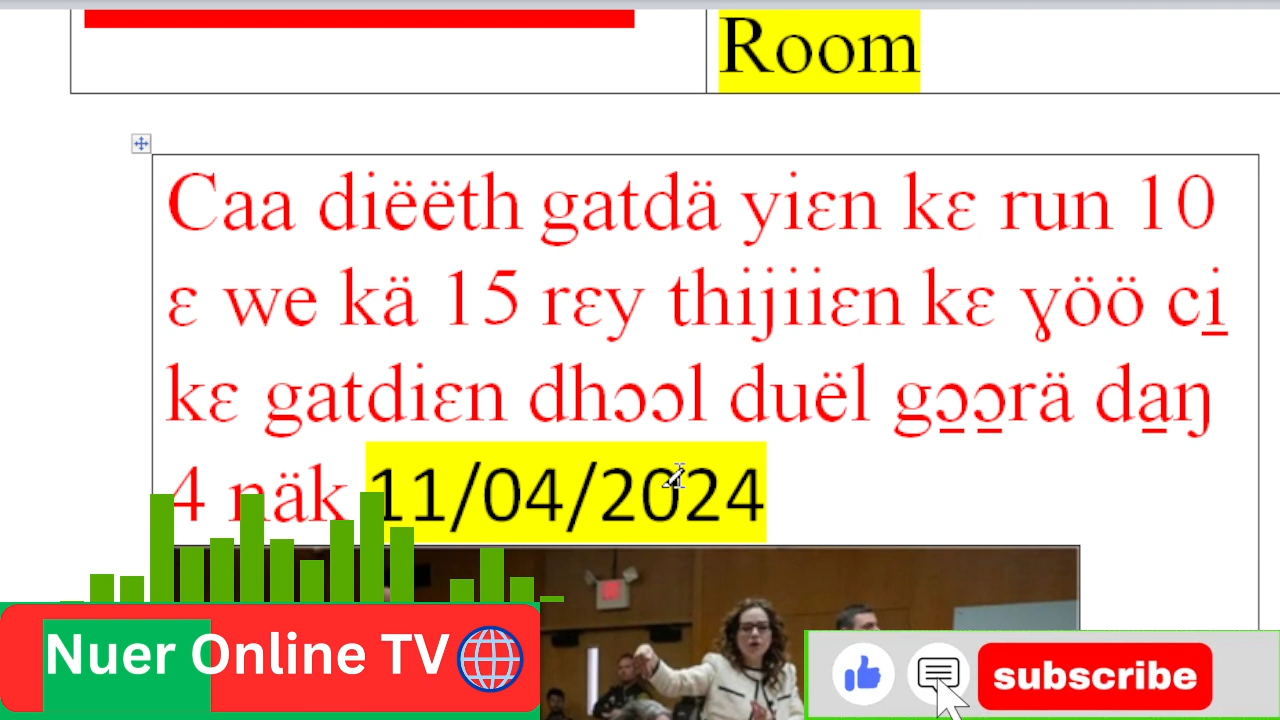 Room
Caa diëëth gatdä yiɛn kɛ run 10
ɛ we kä 15 rɛy thijiiɛn kɛ ɣöö ci̱
kɛ gatdiɛn dhɔɔl duël gɔ̱ɔ̱rä da̱ŋ
4 näk 11/04/2024
Nuer Online TV
subscribe